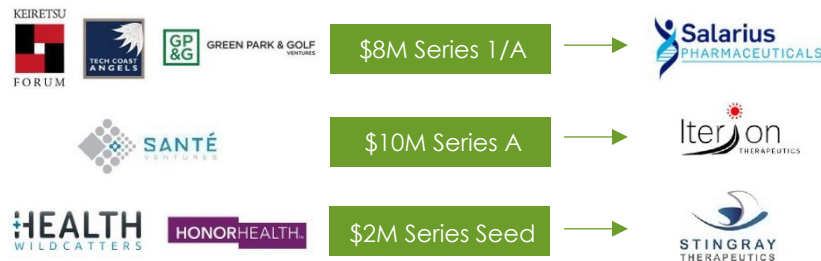 KEIRETSU
FORUM
TECH COAST
ANGELS
GP
&G
GREEN PARK & GOLF
VENTURES
$8M Series 1/A
Salarius
PHARMACEUTICALS
SANTÉ
VENTURES
$10M Series A
Iterion
THERAPEUTICS
HEALTH
WILDCATTERS
HONORHEALTH™
$2M Series Seed
STINGRAY
THERAPEUTICS